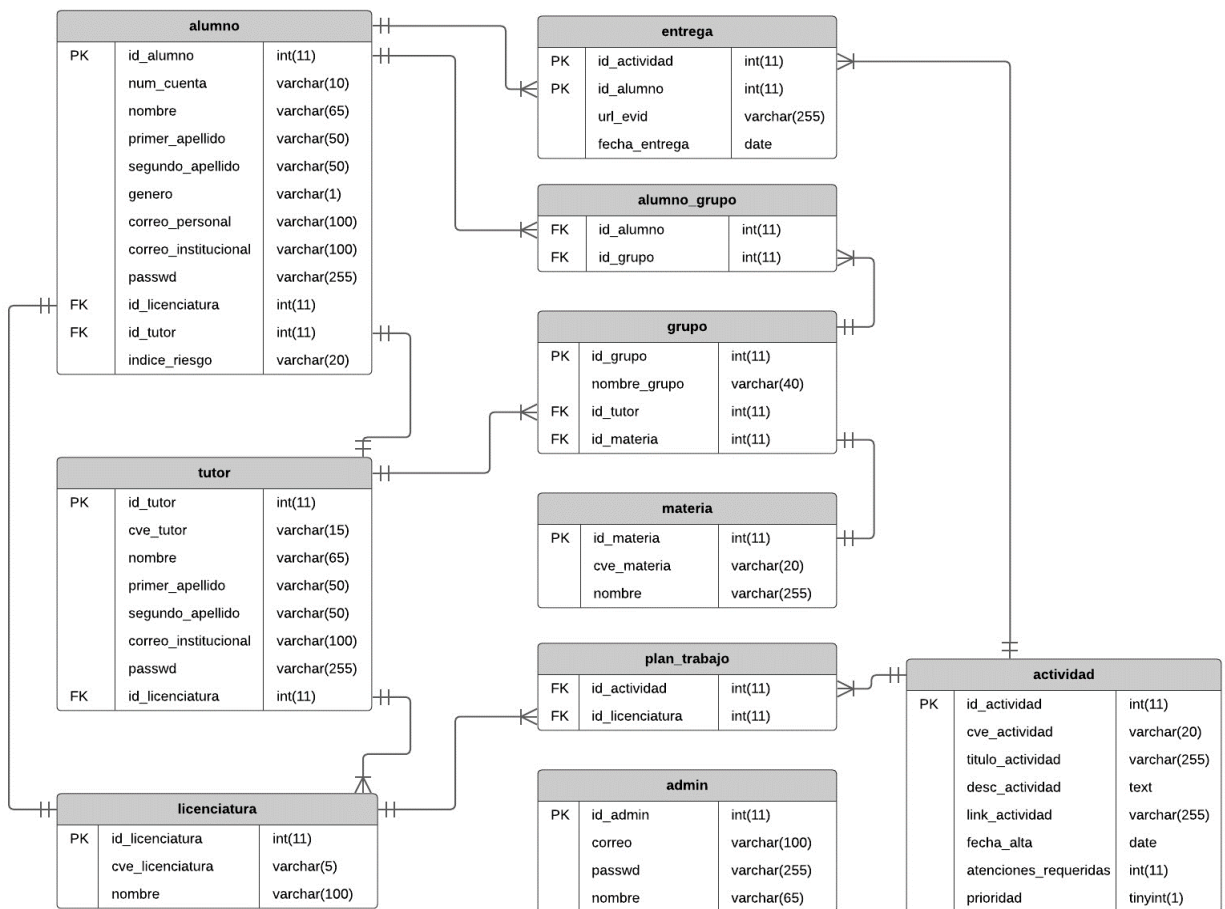 alumno
PK id_alumno int(11)
num_cuenta varchar(10)
nombre varchar(65)
primer_apellido varchar(50)
segundo_apellido varchar(50)
genero varchar(1)
correo_personal varchar(100)
correo_institucional varchar(100)
passwd varchar(255)
FK id_licenciatura int(11)
FK id_tutor int(11)
indice_riesgo varchar(20)
tutor
PK id_tutor int(11)
cve_tutor varchar(15)
nombre varchar(65)
primer_apellido varchar(50)
segundo_apellido varchar(50)
correo_institucional varchar(100)
passwd varchar(255)
FK id_licenciatura int(11)
licenciatura
PK id_licenciatura int(11)
cve_licenciatura varchar(5)
nombre varchar(100)
entrega
PK id_actividad int(11)
PK id_alumno int(11)
url_evid varchar(255)
fecha_entrega date
alumno_grupo
FK id_alumno int(11)
FK id_grupo int(11)
grupo
PK id_grupo int(11)
nombre_grupo varchar(40)
FK id_tutor int(11)
FK id_materia int(11)
materia
PK id_materia int(11)
cve_materia varchar(20)
nombre varchar(255)
plan_trabajo
FK id_actividad int(11)
FK id_licenciatura int(11)
admin
PK id_admin int(11)
correo varchar(100)
passwd varchar(255)
nombre varchar(65)
actividad
PK id_actividad int(11)
cve_actividad varchar(20)
titulo_actividad varchar(255)
desc_actividad text
link_actividad varchar(255)
fecha_alta date
atenciones_requeridas int(11)
prioridad tinyint(1)